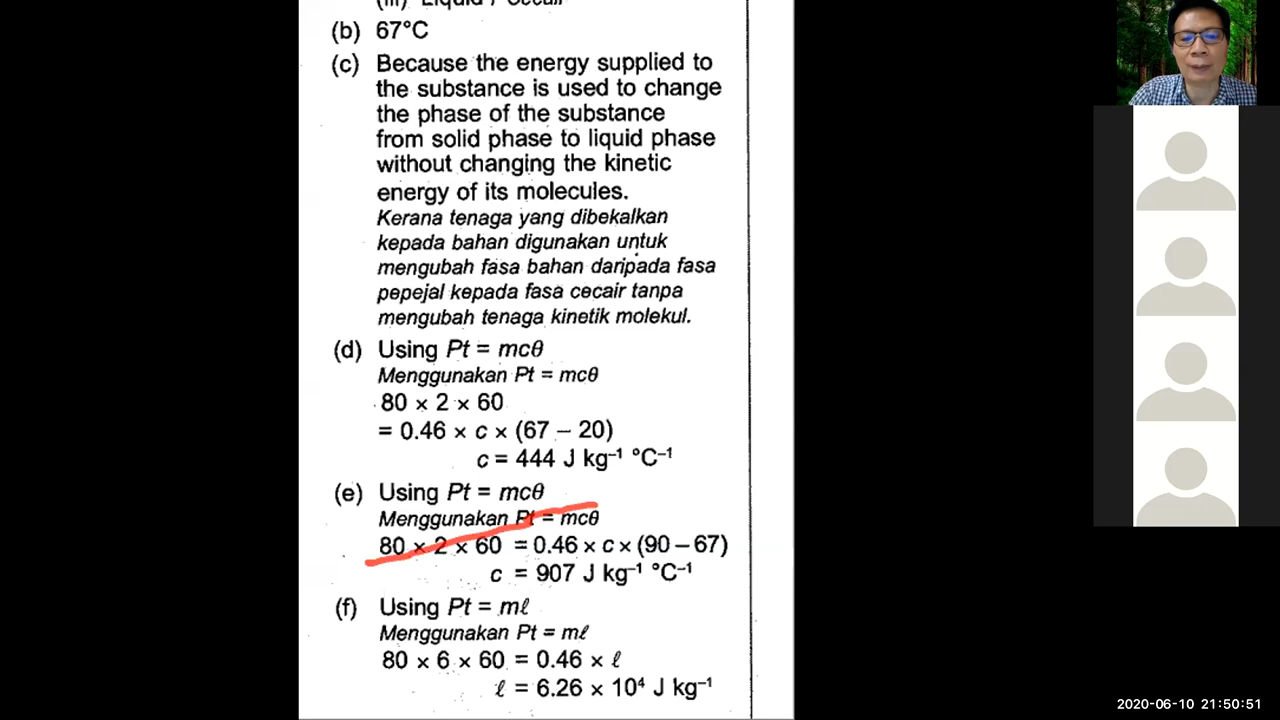 (iii) Liquid / Cecair
(b) 67°C
(c) Because the energy supplied to
the substance is used to change
the phase of the substance
from solid phase to liquid phase
without changing the kinetic
energy of its molecules.
Kerana tenaga yang dibekalkan
kepada bahan digunakan untuk
mengubah fasa bahan daripada fasa
pepejal kepada fasa cecair tanpa
mengubah tenaga kinetik molekul.
(d) Using Pt = mcθ
Menggunakan Pt = mcθ
80 × 2 × 60
= 0.46 × c × (67 – 20)
c = 444 J kg⁻¹ °C⁻¹
(e) Using Pt = mcθ
Menggunakan Pt = mcθ
80 × 2 × 60 = 0.46 × c × (90 – 67)
c = 907 J kg⁻¹ °C⁻¹
(f) Using Pt = mℓ
Menggunakan Pt = mℓ
80 × 6 × 60 = 0.46 × ℓ
ℓ = 6.26 × 10⁴ J kg⁻¹
2020-06-10 21:50:51